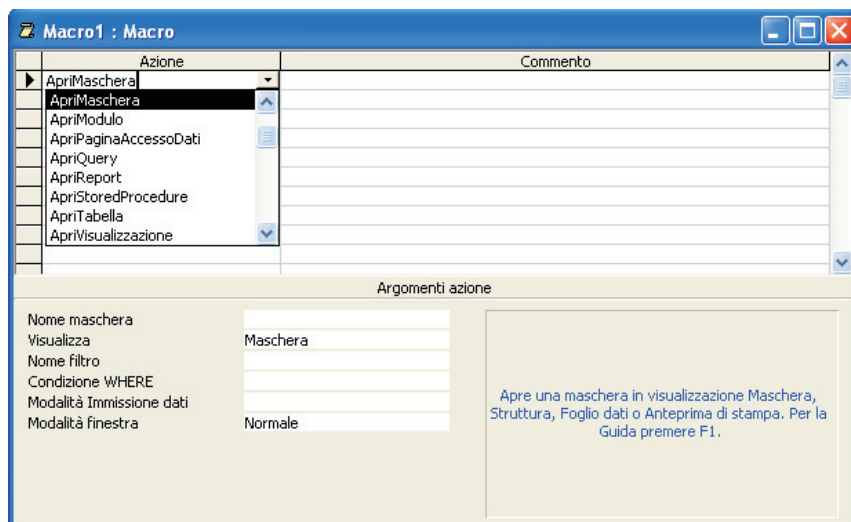 Macro1 : Macro
Azione Commento
ApriMaschera
ApriMaschera
ApriModulo
ApriPaginaAccessoDati
ApriQuery
ApriReport
ApriStoredProcedure
ApriTabella
ApriVisualizzazione
Argomenti azione
Nome maschera
Visualizza Maschera
Nome filtro
Condizione WHERE
Modalità Immissione dati
Modalità finestra Normale
Apre una maschera in visualizzazione Maschera,
Struttura, Foglio dati o Anteprima di stampa. Per la
Guida premere F1.